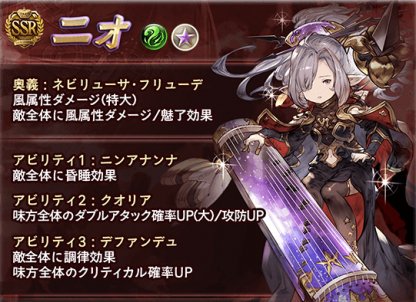 SSR ニオ
奥義：ネビリューサ・フリューデ
風属性ダメージ(特大)
敵全体に風属性ダメージ/魅了効果
アビリティ1：ニンアナンナ
敵全体に昏睡効果
アビリティ2：クオリア
味方全体のダブルアタック確率UP(大)/攻防UP
アビリティ3：デファンデュ
敵全体に調律効果
味方全体のクリティカル確率UP